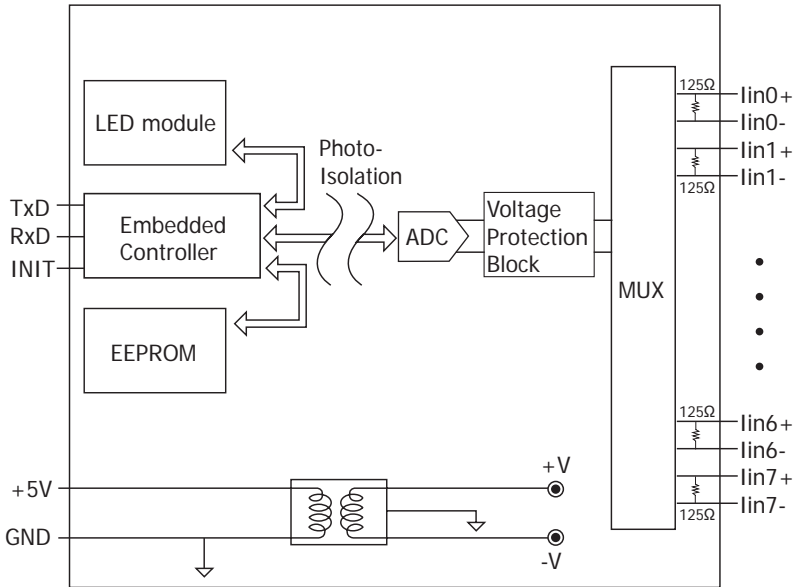 LED module
TxD
RxD
INIT
Embedded
Controller
EEPROM
Photo-
Isolation
ADC
Voltage
Protection
Block
MUX
125Ω
Iin0+
Iin0-
Iin1+
125Ω
Iin1-
125Ω
Iin6+
Iin6-
Iin7+
125Ω
Iin7-
+5V
GND
+V
-V